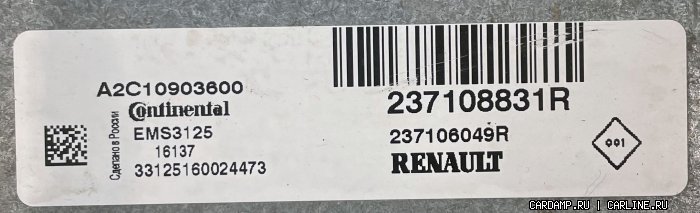 A2C10903600
Continental
EMS3125
16137
33125160024473
Сделано в России
237108831R
237106049R
RENAULT
001
CARDAMP.RU | CARLINE.RU